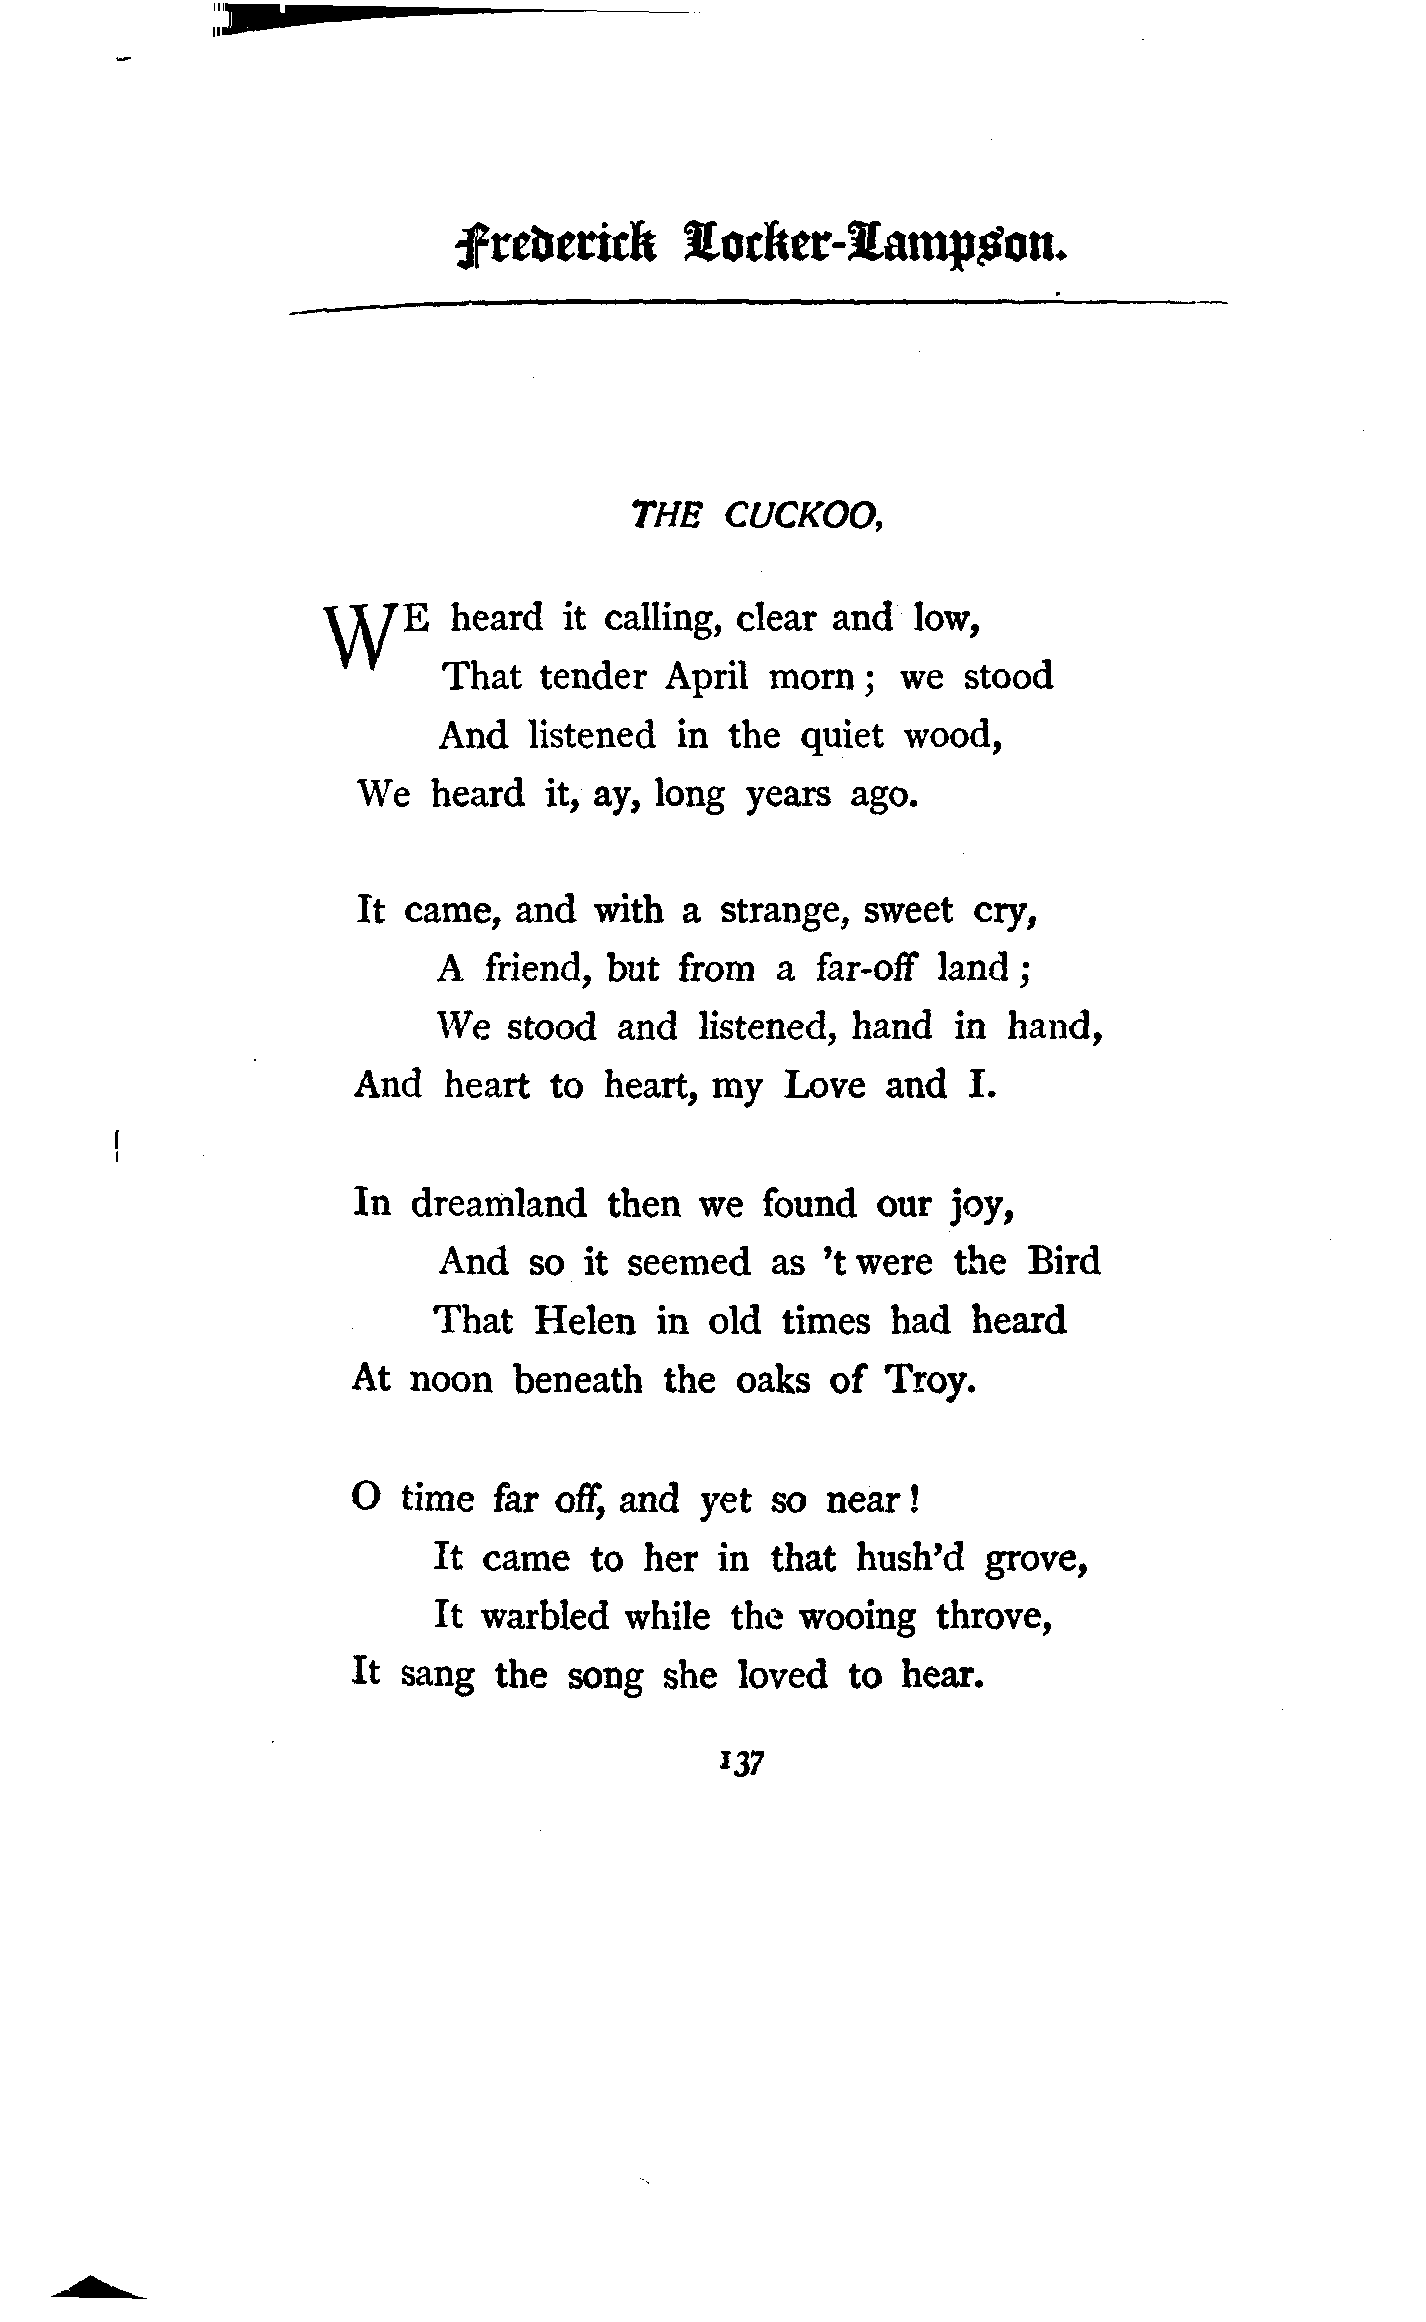 Frederick Locker-Lampson.
THE CUCKOO,
WE heard it calling, clear and low,
That tender April morn; we stood
And listened in the quiet wood,
We heard it, ay, long years ago.
It came, and with a strange, sweet cry,
A friend, but from a far-off land;
We stood and listened, hand in hand,
And heart to heart, my Love and I.
In dreamland then we found our joy,
And so it seemed as 't were the Bird
That Helen in old times had heard
At noon beneath the oaks of Troy.
O time far off, and yet so near!
It came to her in that hush'd grove,
It warbled while the wooing throve,
It sang the song she loved to hear.
137